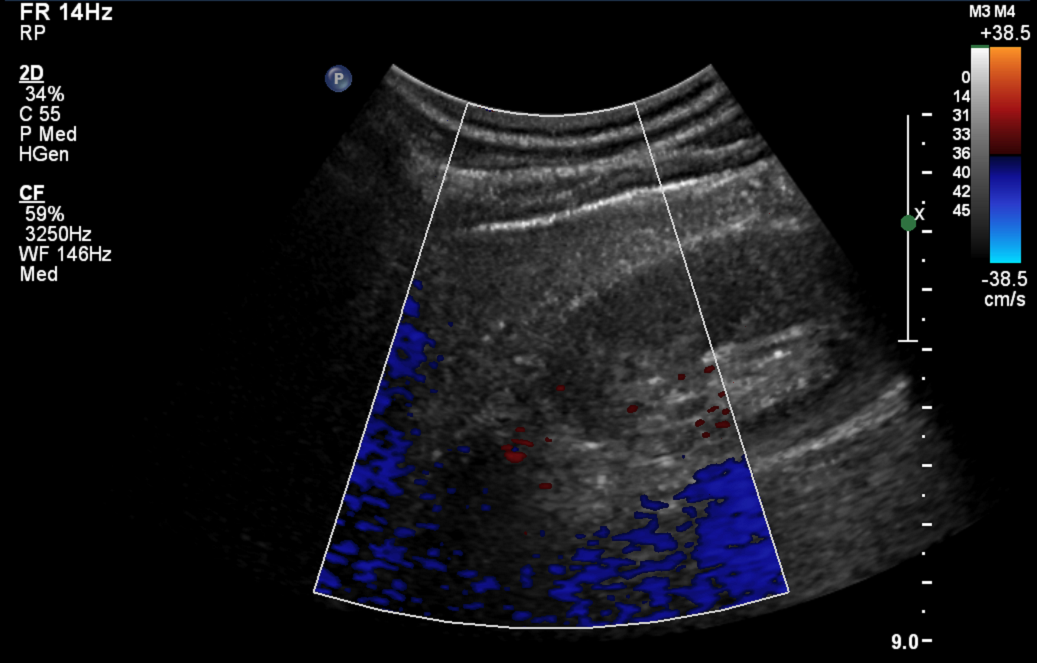 FR 14Hz
RP
2D
34%
C 55
P Med
HGen
CF
59%
3250Hz
WF 146Hz
Med
P
M3 M4
+38.5
0
14
31
33
36
40
42
45
X
-38.5
cm/s
9.0